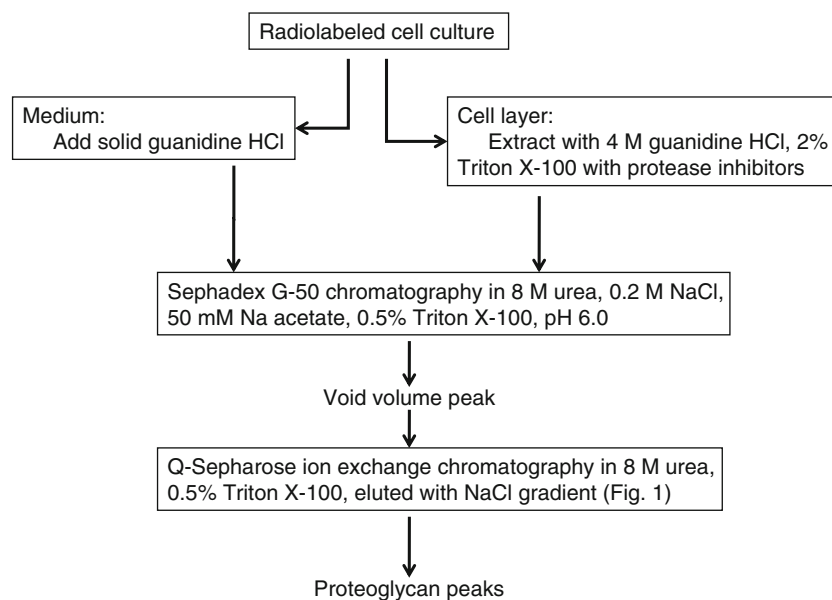 Radiolabeled cell culture
Medium:
Add solid guanidine HCl
Cell layer:
Extract with 4 M guanidine HCl, 2%
Triton X-100 with protease inhibitors
Sephadex G-50 chromatography in 8 M urea, 0.2 M NaCl,
50 mM Na acetate, 0.5% Triton X-100, pH 6.0
Void volume peak
Q-Sepharose ion exchange chromatography in 8 M urea,
0.5% Triton X-100, eluted with NaCl gradient (Fig. 1)
Proteoglycan peaks